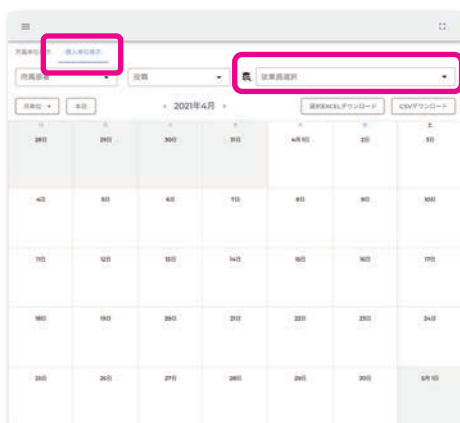 所属単位表示 個人単位表示
所属部署 役職 従業員選択
月単位 本日 2021年4月 選択EXCELダウンロード CSVダウンロード
日 月 火 水 木 金 土
28日 29日 30日 31日 4月 1日 2日 3日
4日 5日 6日 7日 8日 9日 10日
11日 12日 13日 14日 15日 16日 17日
18日 19日 20日 21日 22日 23日 24日
25日 26日 27日 28日 29日 30日 5月 1日